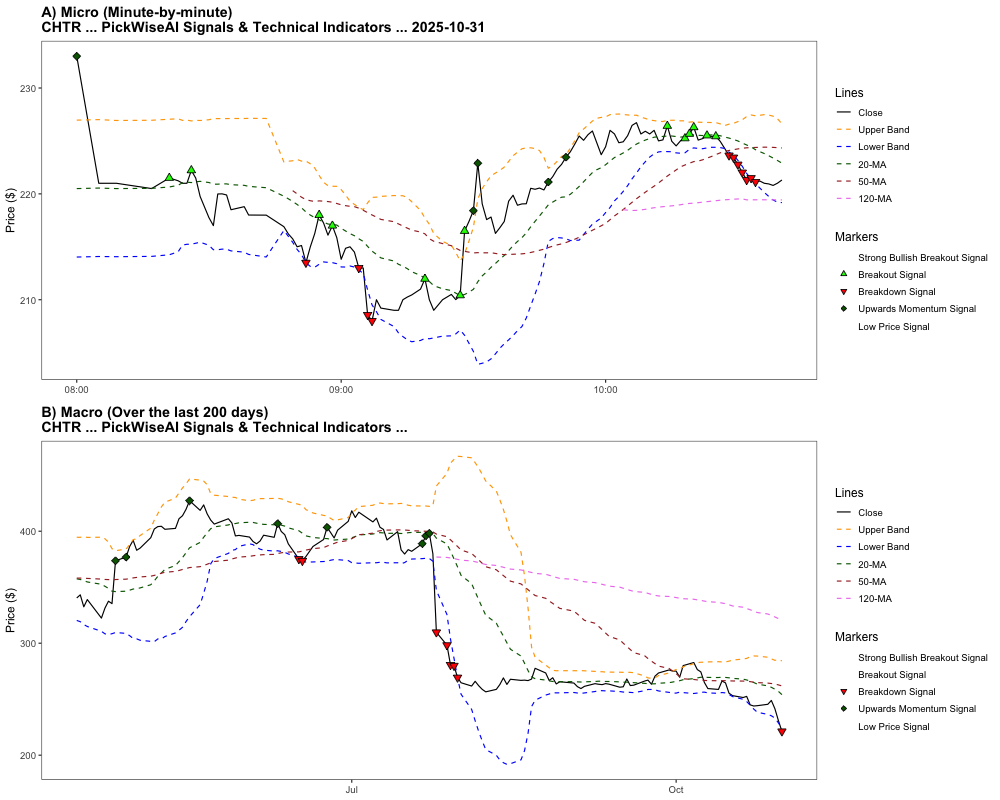 A) Micro (Minute-by-minute)
CHTR ... PickWiseAI Signals & Technical Indicators ... 2025-10-31
Price ($)
230
220
210
08:00
09:00
10:00
Lines
Close
Upper Band
Lower Band
20-MA
50-MA
120-MA
Markers
Strong Bullish Breakout Signal
Breakout Signal
Breakdown Signal
Upwards Momentum Signal
Low Price Signal
B) Macro (Over the last 200 days)
CHTR ... PickWiseAI Signals & Technical Indicators ...
Price ($)
400
300
200
Jul
Oct
Lines
Close
Upper Band
Lower Band
20-MA
50-MA
120-MA
Markers
Strong Bullish Breakout Signal
Breakout Signal
Breakdown Signal
Upwards Momentum Signal
Low Price Signal